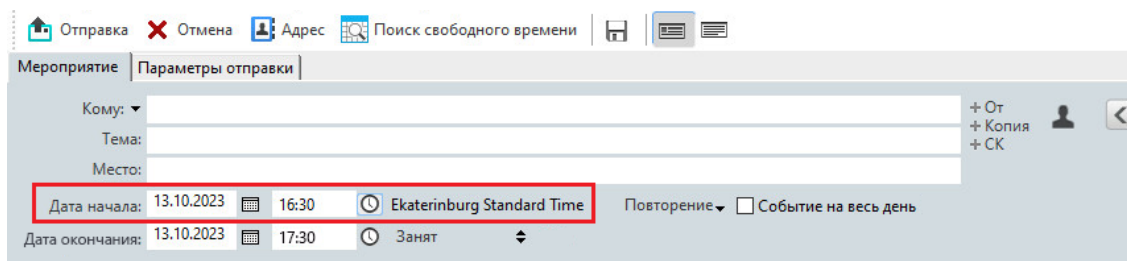 Отправка Отмена Адрес Поиск свободного времени
Мероприятие Параметры отправки
Кому: + От
+ Копия
Тема: + СК
Место:
Дата начала: 13.10.2023 16:30 Ekaterinburg Standard Time Повторение Событие на весь день
Дата окончания: 13.10.2023 17:30 Занят